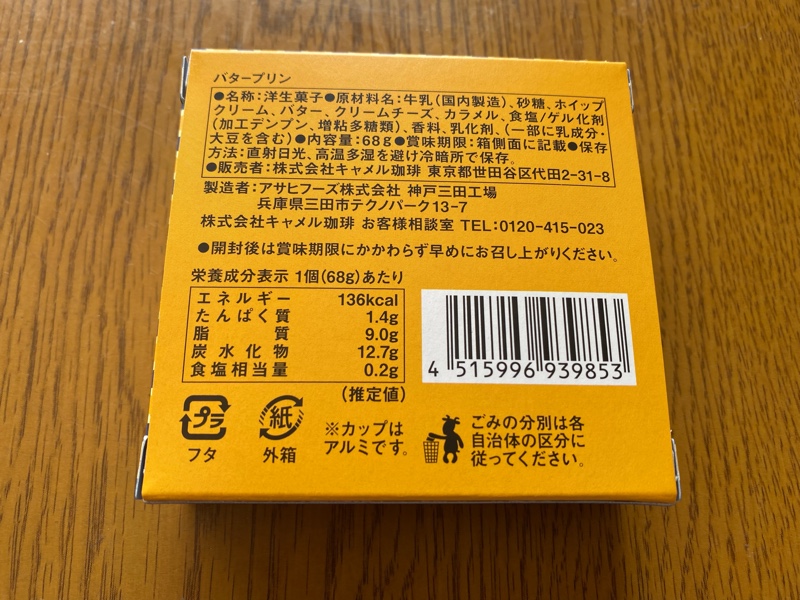 バタープリン
●名称:洋生菓子●原材料名:牛乳(国内製造)、砂糖、ホイップ
クリーム、バター、クリームチーズ、カラメル、食塩/ゲル化剤
(加工デンプン、増粘多糖類)、香料、乳化剤、(一部に乳成分・
大豆を含む)●内容量:68g●賞味期限:箱側面に記載●保存
方法:直射日光、高温多湿を避け冷暗所で保存。
●販売者:株式会社キャメル珈琲 東京都世田谷区代田2-31-8
製造者:アサヒフーズ株式会社 神戸三田工場
兵庫県三田市テクノパーク13-7
株式会社キャメル珈琲 お客様相談室 TEL:0120-415-023
●開封後は賞味期限にかかわらず早めにお召し上がりください。
栄養成分表示 1個(68g)あたり
エネルギー 136kcal
たんぱく質 1.4g
脂質 9.0g
炭水化物 12.7g
食塩相当量 0.2g
(推定値)
4 515996 939853
プラ
フタ
紙
外箱
※カップは
アルミです。
ごみの分別は各
自治体の区分に
従ってください。